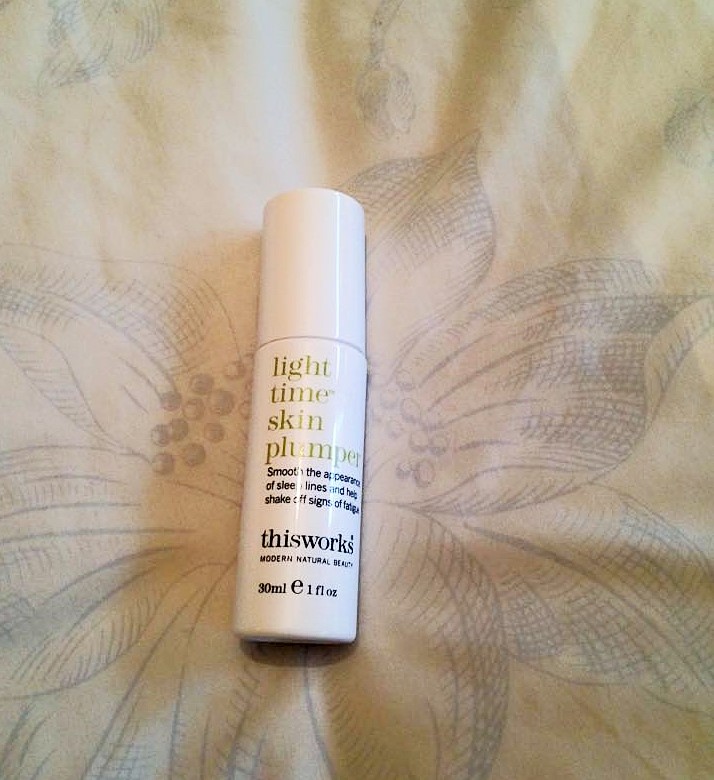 light
time™
skin
plumper
Smooth the appearance
of sleep lines and help
shake off signs of fatigue
thisworks
MODERN NATURAL BEAUTY
30ml e 1 fl oz